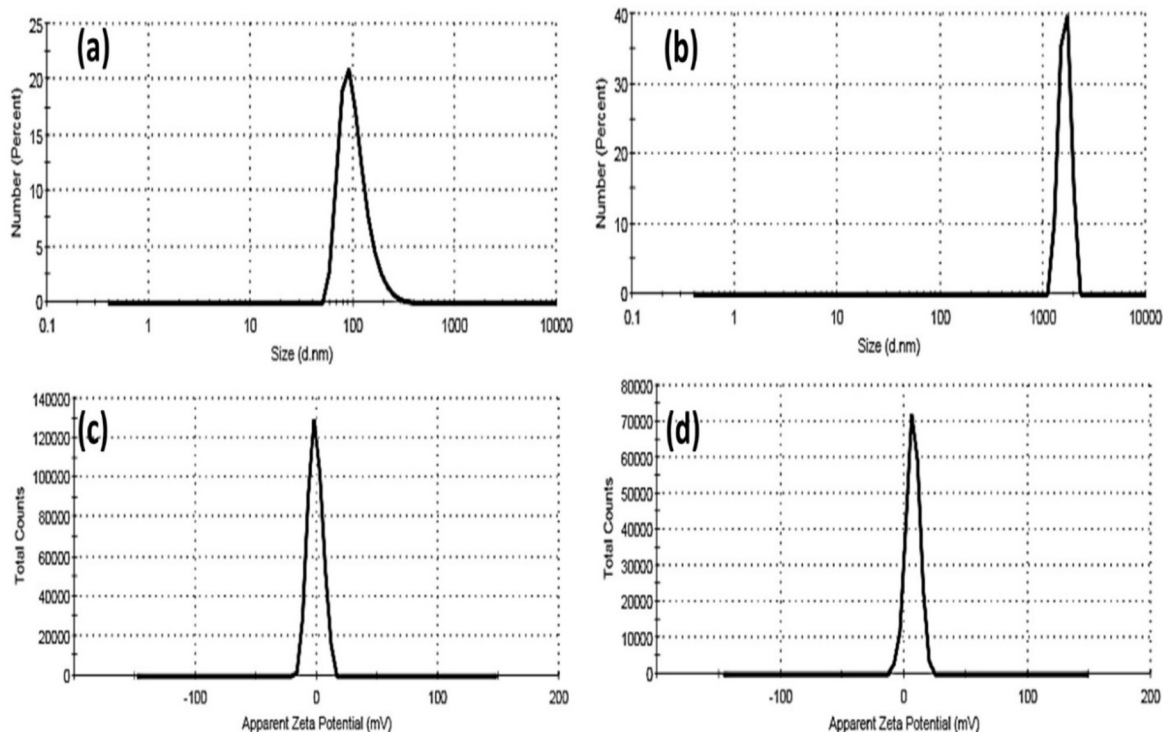 (a)
Number (Percent)
25
20
15
10
5
0
0.1 1 10 100 1000 10000
Size (d.nm)
(b)
Number (Percent)
40
30
20
10
0
0.1 1 10 100 1000 10000
Size (d.nm)
(c)
Total Counts
140000
120000
100000
80000
60000
40000
20000
0
-100 0 100 200
Apparent Zeta Potential (mV)
(d)
Total Counts
80000
70000
60000
50000
40000
30000
20000
10000
0
-100 0 100 200
Apparent Zeta Potential (mV)